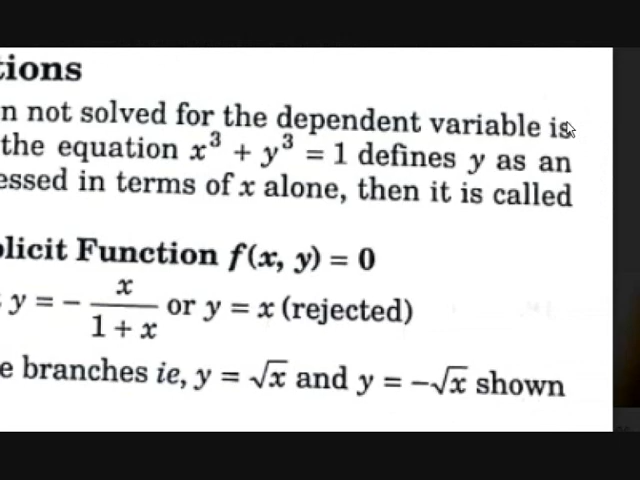 tions
n not solved for the dependent variable is
the equation x³ + y³ = 1 defines y as an
essed in terms of x alone, then it is called
plicit Function f(x, y) = 0
y = - x/(1 + x) or y = x (rejected)
e branches ie, y = √x and y = -√x shown